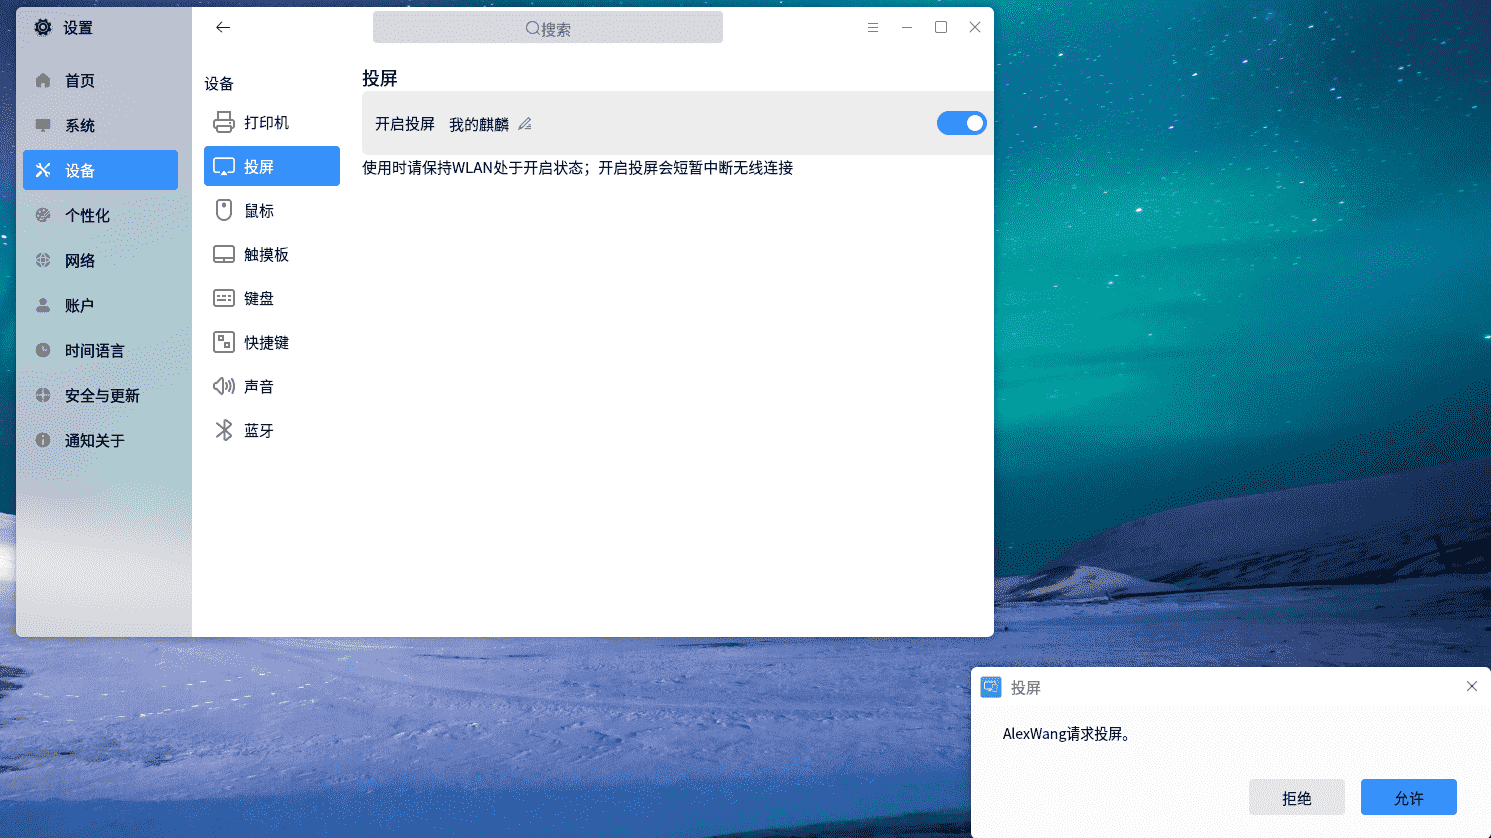 设置
搜索
首页
系统
设备
个性化
网络
账户
时间语言
安全与更新
通知关于
设备
打印机
投屏
鼠标
触摸板
键盘
快捷键
声音
蓝牙
投屏
开启投屏 我的麒麟
使用时请保持WLAN处于开启状态；开启投屏会短暂中断无线连接
投屏
AlexWang请求投屏。
拒绝 允许